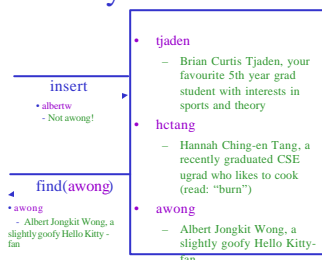 insert
• albertw
- Not awong!
find(awong)
• awong
- Albert Jongkit Wong, a
slightly goofy Hello Kitty -
fan
• tjaden
– Brian Curtis Tjaden, your
favourite 5th year grad
student with interests in
sports and theory
• hctang
– Hannah Ching-en Tang, a
recently graduated CSE
ugrad who likes to cook
(read: “burn”)
• awong
– Albert Jongkit Wong, a
slightly goofy Hello Kitty-
fan